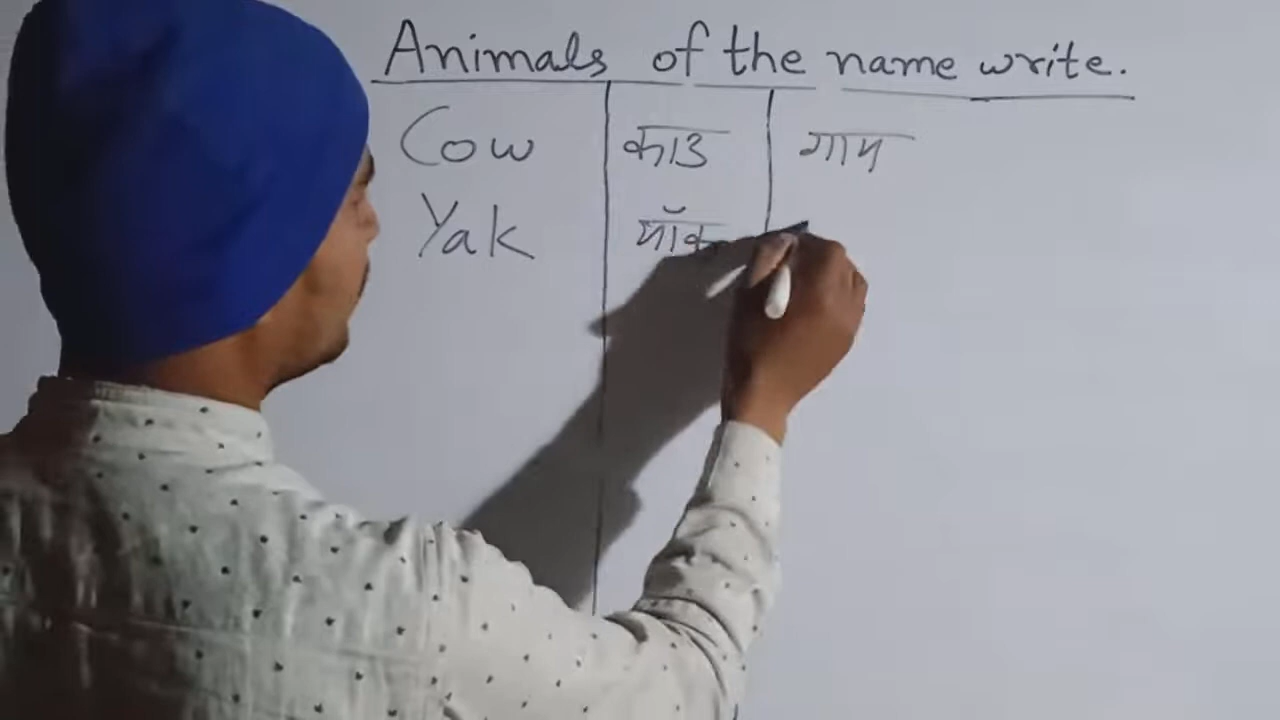 Animals of the name write.
Cow काउ गाय
Yak यॉक